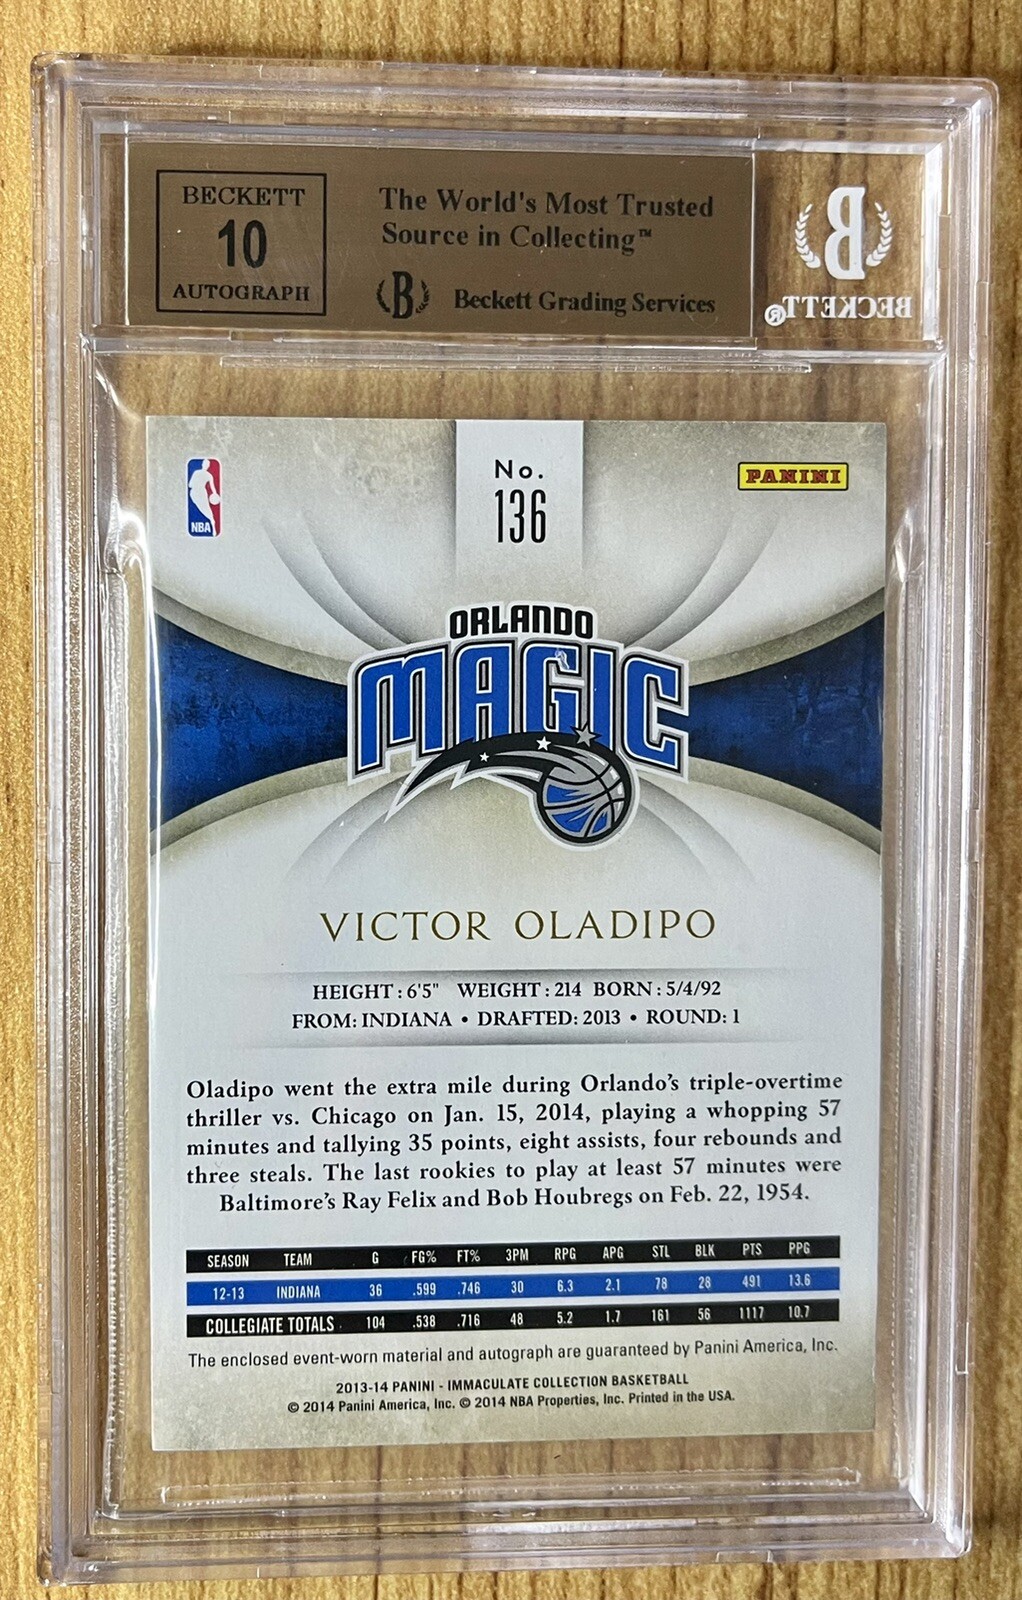 BECKETT
10
AUTOGRAPH
The World's Most Trusted
Source in Collecting™
B Beckett Grading Services
B
BECKETT®
NBA
No.
136
PANINI
ORLANDO
MAGIC
VICTOR OLADIPO
HEIGHT: 6'5" WEIGHT: 214 BORN: 5/4/92
FROM: INDIANA • DRAFTED: 2013 • ROUND: 1
Oladipo went the extra mile during Orlando's triple-overtime
thriller vs. Chicago on Jan. 15, 2014, playing a whopping 57
minutes and tallying 35 points, eight assists, four rebounds and
three steals. The last rookies to play at least 57 minutes were
Baltimore's Ray Felix and Bob Houbregs on Feb. 22, 1954.
SEASON TEAM G FG% FT% 3PM RPG APG STL BLK PTS PPG
12-13 INDIANA 36 .599 .746 30 6.3 2.1 78 28 491 13.6
COLLEGIATE TOTALS 104 .538 .716 48 5.2 1.7 161 56 1117 10.7
The enclosed event-worn material and autograph are guaranteed by Panini America, Inc.
2013-14 PANINI - IMMACULATE COLLECTION BASKETBALL
© 2014 Panini America, Inc. © 2014 NBA Properties, Inc. Printed in the USA.